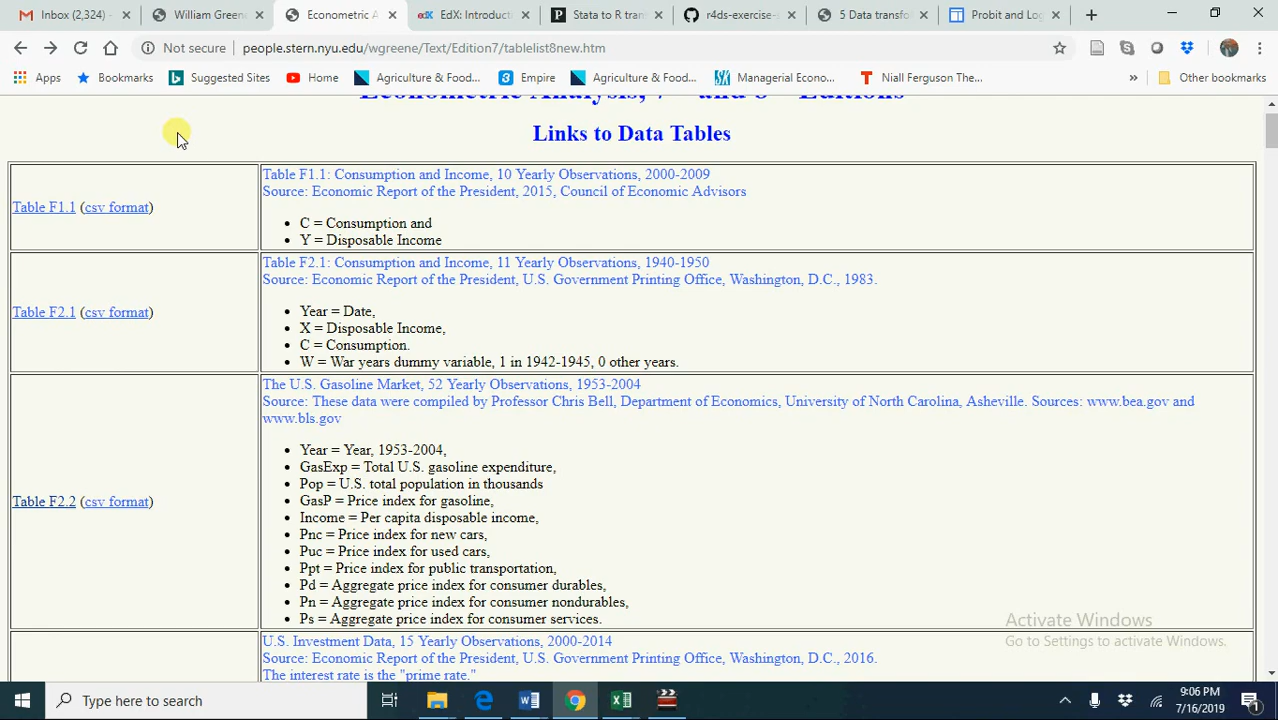 Inbox (2,324)
William Greene
Econometric A
edX EdX: Introduct
P Stata to R tran
r4ds-exercise-s
5 Data transfo
Probit and Log
Not secure people.stern.nyu.edu/wgreene/Text/Edition7/tablelist8new.htm
Apps Bookmarks Suggested Sites Home Agriculture & Food... 3 Empire Agriculture & Food... SK Managerial Econo... T Niall Ferguson The... » Other bookmarks
Links to Data Tables
Table F1.1 (csv format)
Table F1.1: Consumption and Income, 10 Yearly Observations, 2000-2009
Source: Economic Report of the President, 2015, Council of Economic Advisors
• C = Consumption and
• Y = Disposable Income
Table F2.1 (csv format)
Table F2.1: Consumption and Income, 11 Yearly Observations, 1940-1950
Source: Economic Report of the President, U.S. Government Printing Office, Washington, D.C., 1983.
• Year = Date,
• X = Disposable Income,
• C = Consumption.
• W = War years dummy variable, 1 in 1942-1945, 0 other years.
Table F2.2 (csv format)
The U.S. Gasoline Market, 52 Yearly Observations, 1953-2004
Source: These data were compiled by Professor Chris Bell, Department of Economics, University of North Carolina, Asheville. Sources: www.bea.gov and
www.bls.gov
• Year = Year, 1953-2004,
• GasExp = Total U.S. gasoline expenditure,
• Pop = U.S. total population in thousands
• GasP = Price index for gasoline,
• Income = Per capita disposable income,
• Pnc = Price index for new cars,
• Puc = Price index for used cars,
• Ppt = Price index for public transportation,
• Pd = Aggregate price index for consumer durables,
• Pn = Aggregate price index for consumer nondurables,
• Ps = Aggregate price index for consumer services.
U.S. Investment Data, 15 Yearly Observations, 2000-2014
Source: Economic Report of the President, U.S. Government Printing Office, Washington, D.C., 2016.
The interest rate is the "prime rate."
Activate Windows
Go to Settings to activate Windows.
Type here to search
9:06 PM
7/16/2019
1